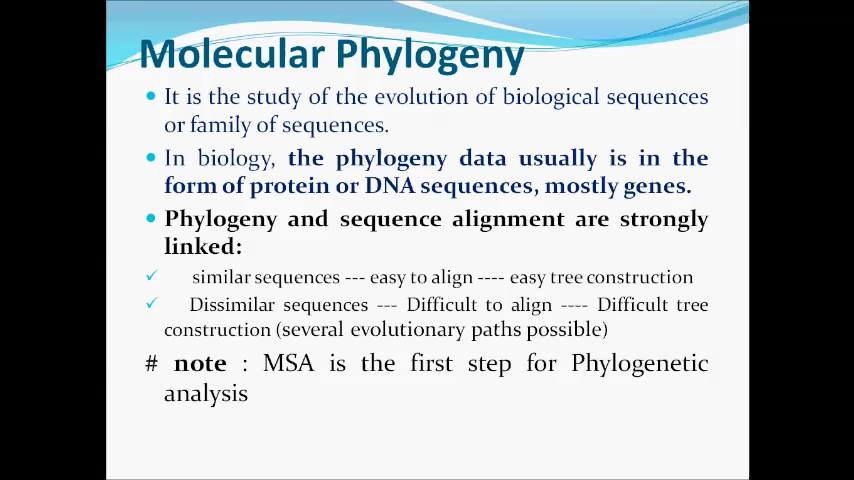 Molecular Phylogeny
• It is the study of the evolution of biological sequences
or family of sequences.
• In biology, the phylogeny data usually is in the
form of protein or DNA sequences, mostly genes.
• Phylogeny and sequence alignment are strongly
linked:
✓ similar sequences --- easy to align ---- easy tree construction
✓ Dissimilar sequences --- Difficult to align ---- Difficult tree
construction (several evolutionary paths possible)
# note : MSA is the first step for Phylogenetic
analysis